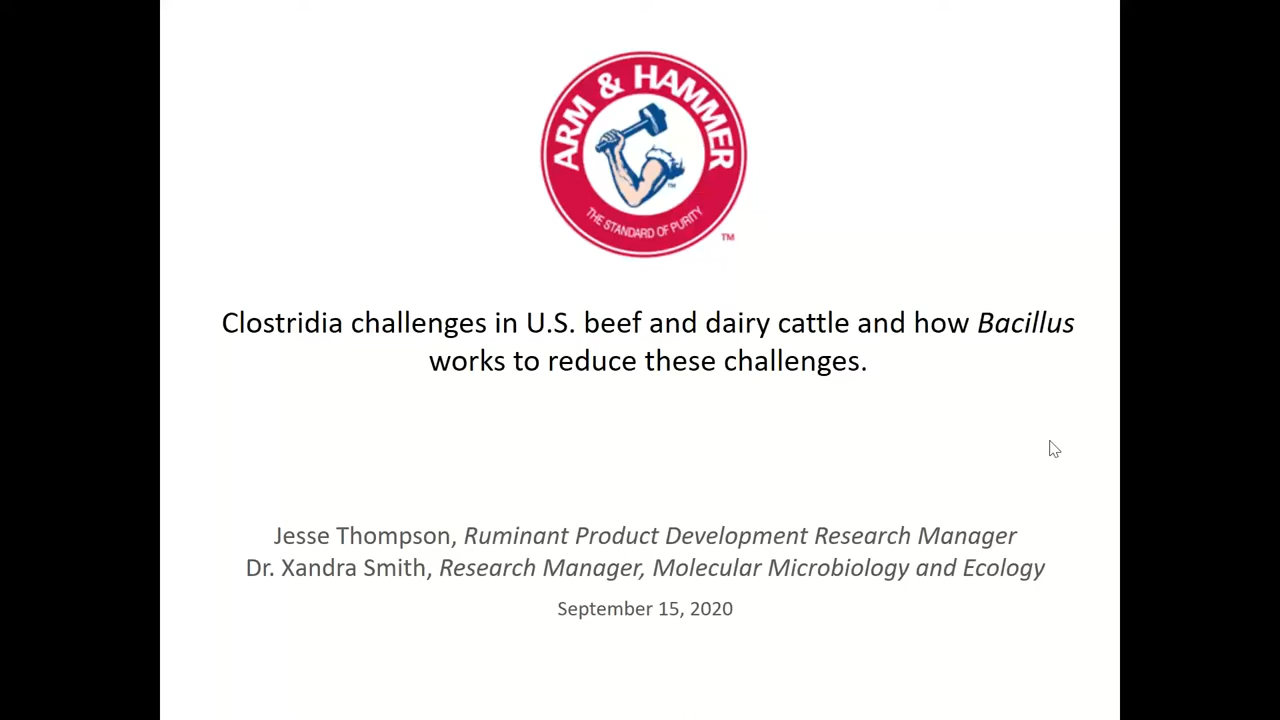 ARM & HAMMER
THE STANDARD OF PURITY
TM
TM
Clostridia challenges in U.S. beef and dairy cattle and how Bacillus
works to reduce these challenges.
Jesse Thompson, Ruminant Product Development Research Manager
Dr. Xandra Smith, Research Manager, Molecular Microbiology and Ecology
September 15, 2020